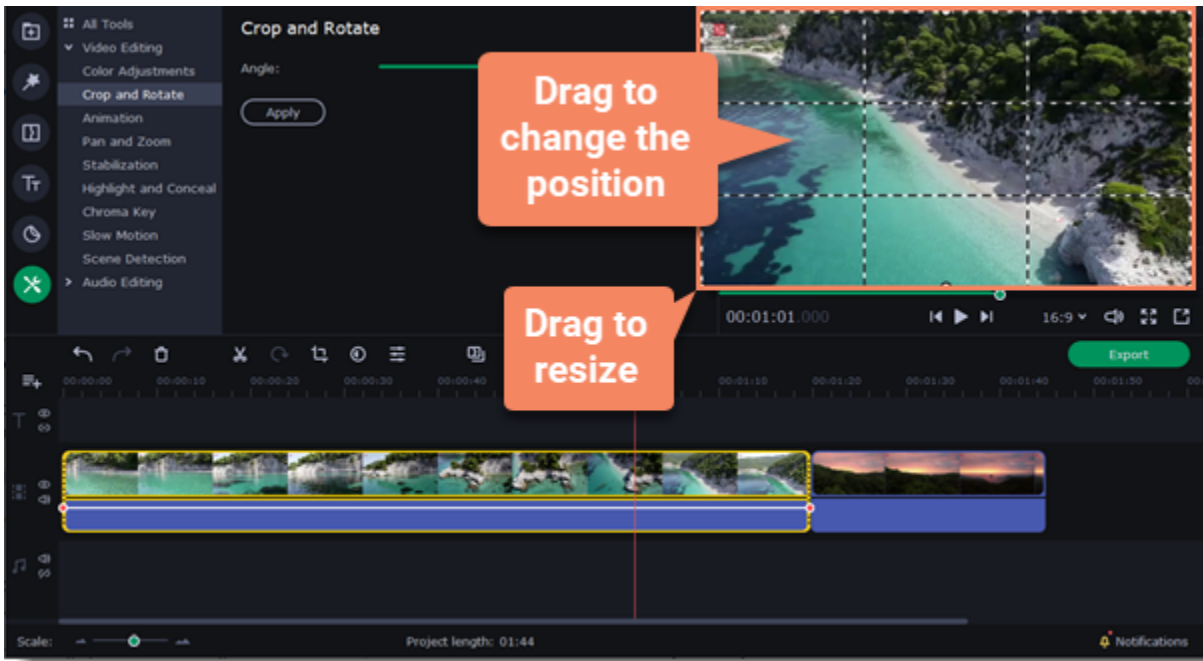 All Tools
Video Editing
Color Adjustments
Crop and Rotate
Animation
Pan and Zoom
Stabilization
Highlight and Conceal
Chroma Key
Slow Motion
Scene Detection
Audio Editing
Crop and Rotate
Angle:
Apply
Drag to
change the
position
Drag to
resize
00:01:01.000
16:9
Export
00:00:00 00:00:10 00:00:20 00:00:30 00:00:40 00:01:10 00:01:20 00:01:30 00:01:40 00:01:50
Scale:
Project length: 01:44
Notifications